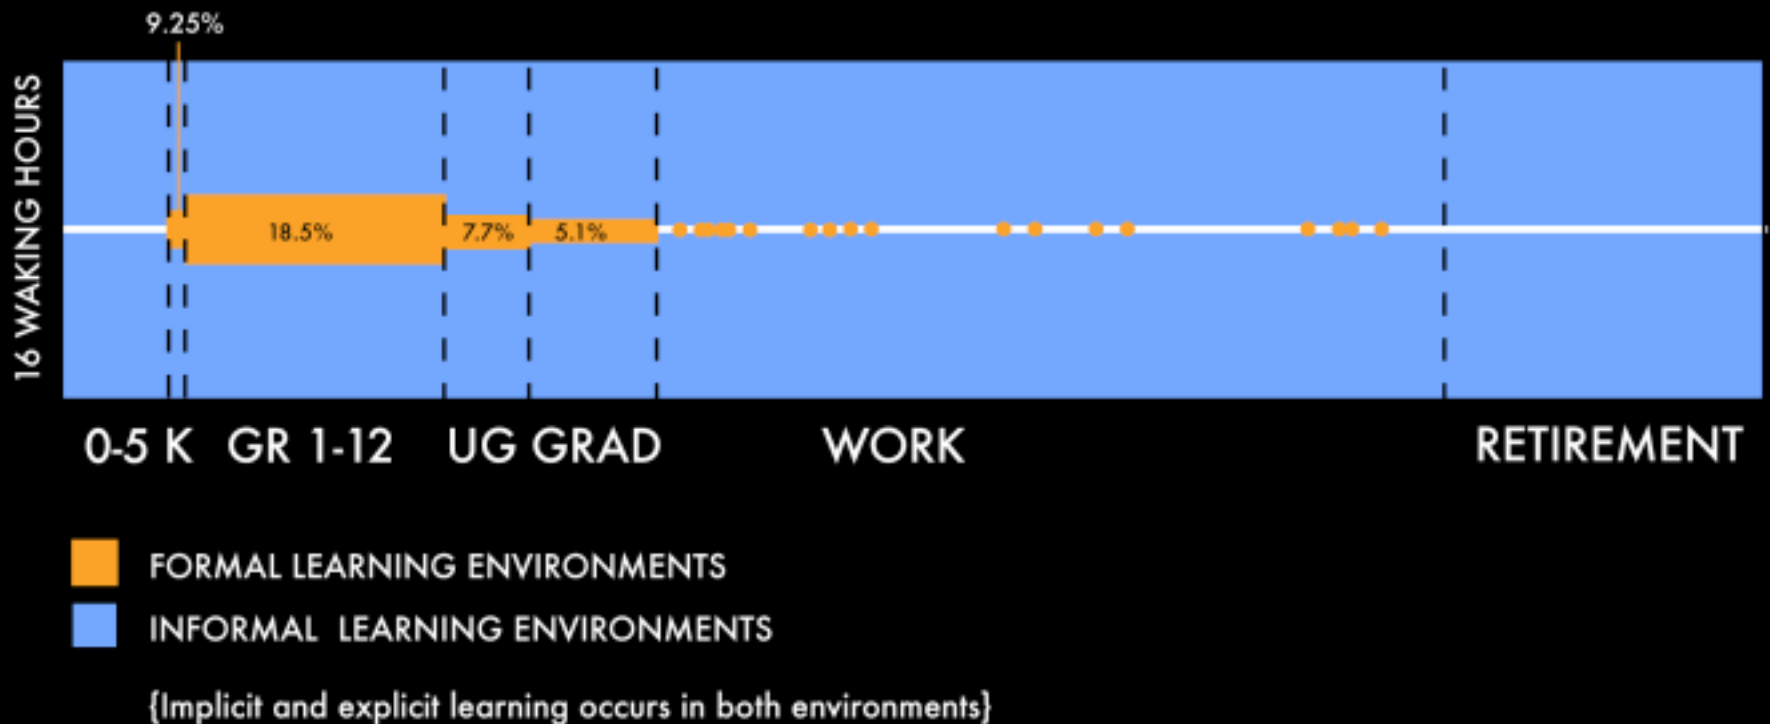 9.25%
16 WAKING HOURS
18.5%
7.7%
5.1%
0-5 K GR 1-12 UG GRAD WORK RETIREMENT
FORMAL LEARNING ENVIRONMENTS
INFORMAL LEARNING ENVIRONMENTS
{Implicit and explicit learning occurs in both environments}